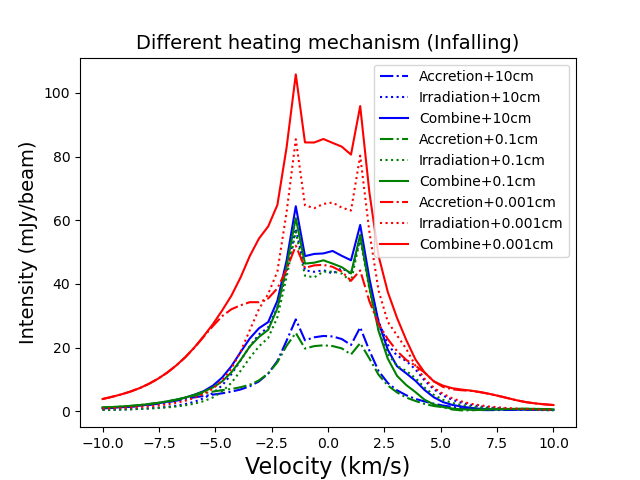 Different heating mechanism (Infalling)
Intensity (mJy/beam)
100
80
60
40
20
0
Accretion+10cm
Irradiation+10cm
Combine+10cm
Accretion+0.1cm
Irradiation+0.1cm
Combine+0.1cm
Accretion+0.001cm
Irradiation+0.001cm
Combine+0.001cm
−10.0 −7.5 −5.0 −2.5 0.0 2.5 5.0 7.5 10.0
Velocity (km/s)